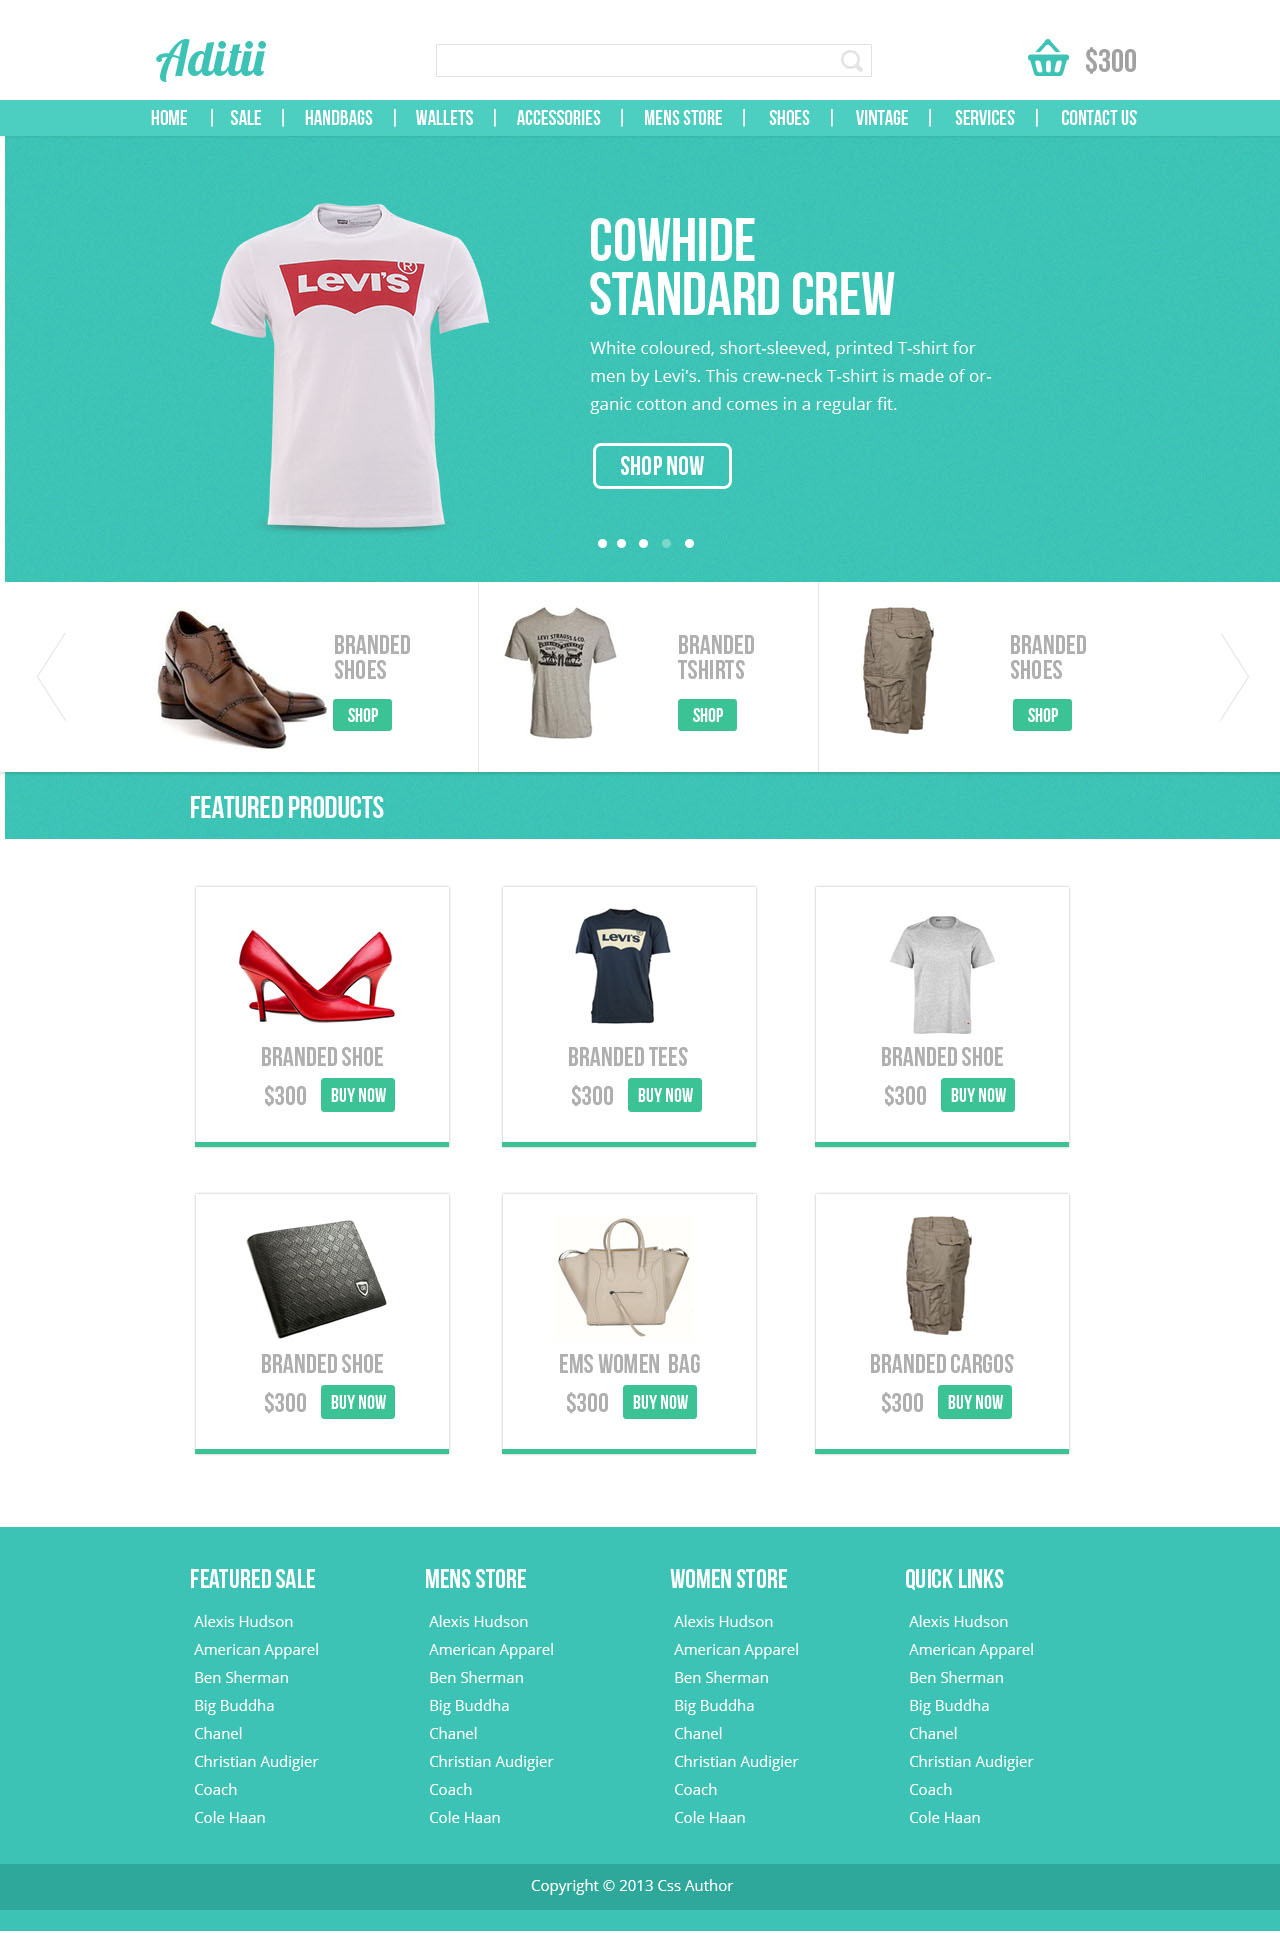 Aditii
$300
HOME | SALE | HANDBAGS | WALLETS | ACCESSORIES | MENS STORE | SHOES | VINTAGE | SERVICES | CONTACT US
LEVI'S®
COWHIDE
STANDARD CREW
White coloured, short-sleeved, printed T-shirt for
men by Levi's. This crew-neck T-shirt is made of or-
ganic cotton and comes in a regular fit.
SHOP NOW
BRANDED
SHOES
SHOP
LEVI STRAUSS & CO.
BRANDED
TSHIRTS
SHOP
BRANDED
SHOES
SHOP
FEATURED PRODUCTS
BRANDED SHOE
$300 BUY NOW
LEVI'S
BRANDED TEES
$300 BUY NOW
BRANDED SHOE
$300 BUY NOW
BRANDED SHOE
$300 BUY NOW
EMS WOMEN BAG
$300 BUY NOW
BRANDED CARGOS
$300 BUY NOW
FEATURED SALE
Alexis Hudson
American Apparel
Ben Sherman
Big Buddha
Chanel
Christian Audigier
Coach
Cole Haan
MENS STORE
Alexis Hudson
American Apparel
Ben Sherman
Big Buddha
Chanel
Christian Audigier
Coach
Cole Haan
WOMEN STORE
Alexis Hudson
American Apparel
Ben Sherman
Big Buddha
Chanel
Christian Audigier
Coach
Cole Haan
QUICK LINKS
Alexis Hudson
American Apparel
Ben Sherman
Big Buddha
Chanel
Christian Audigier
Coach
Cole Haan
Copyright © 2013 Css Author